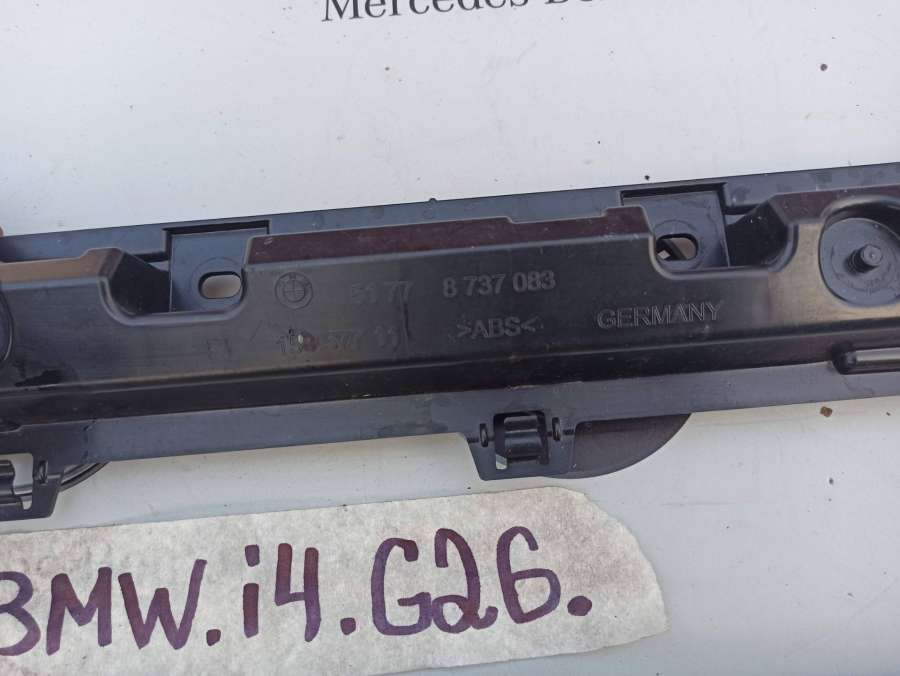 Mercedes
51 77 8 737 083
>ABS< GERMANY
BMW.i4.G26.